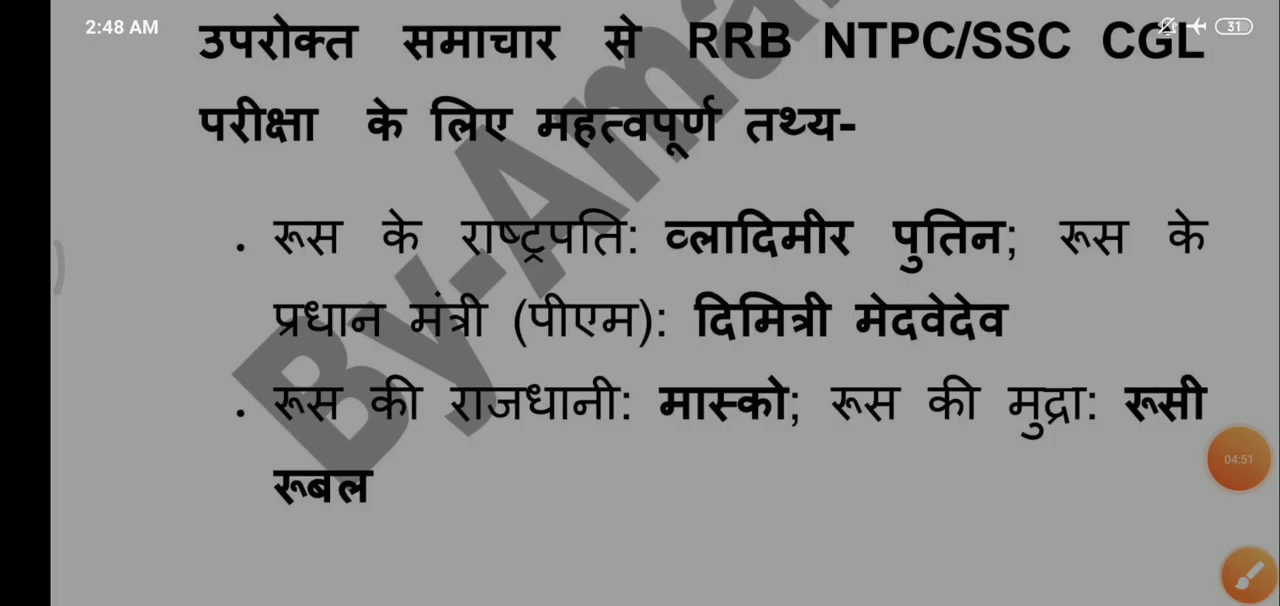 2:48 AM
31
उपरोक्त समाचार से RRB NTPC/SSC CGL
परीक्षा के लिए महत्वपूर्ण तथ्य-
• रूस के राष्ट्रपति: व्लादिमीर पुतिन; रूस के
प्रधान मंत्री (पीएम): दिमित्री मेदवेदेव
• रूस की राजधानी: मास्को; रूस की मुद्रा: रूसी
रूबल
04:51